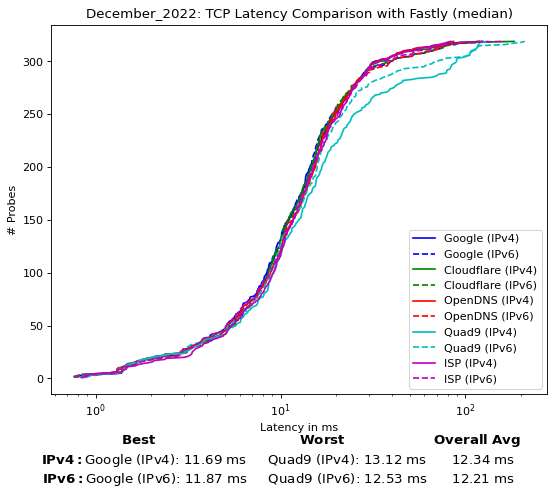 December_2022: TCP Latency Comparison with Fastly (median)
# Probes
300
250
200
150
100
50
0
Google (IPv4)
Google (IPv6)
Cloudflare (IPv4)
Cloudflare (IPv6)
OpenDNS (IPv4)
OpenDNS (IPv6)
Quad9 (IPv4)
Quad9 (IPv6)
ISP (IPv4)
ISP (IPv6)
10⁰ 10¹ 10²
Latency in ms
Best Worst Overall Avg
IPv4: Google (IPv4): 11.69 ms Quad9 (IPv4): 13.12 ms 12.34 ms
IPv6: Google (IPv6): 11.87 ms Quad9 (IPv6): 12.53 ms 12.21 ms